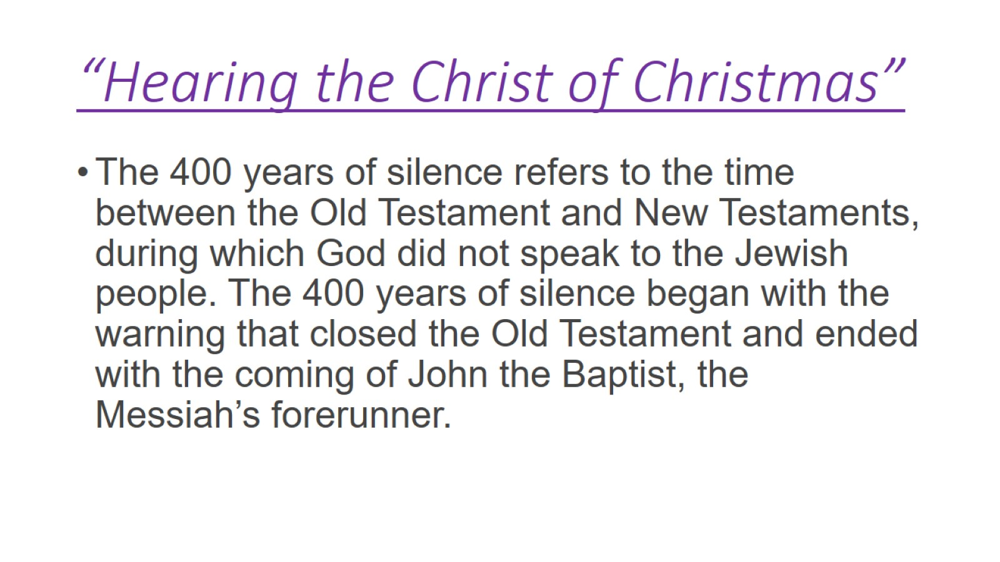 “Hearing the Christ of Christmas”
• The 400 years of silence refers to the time
between the Old Testament and New Testaments,
during which God did not speak to the Jewish
people. The 400 years of silence began with the
warning that closed the Old Testament and ended
with the coming of John the Baptist, the
Messiah’s forerunner.